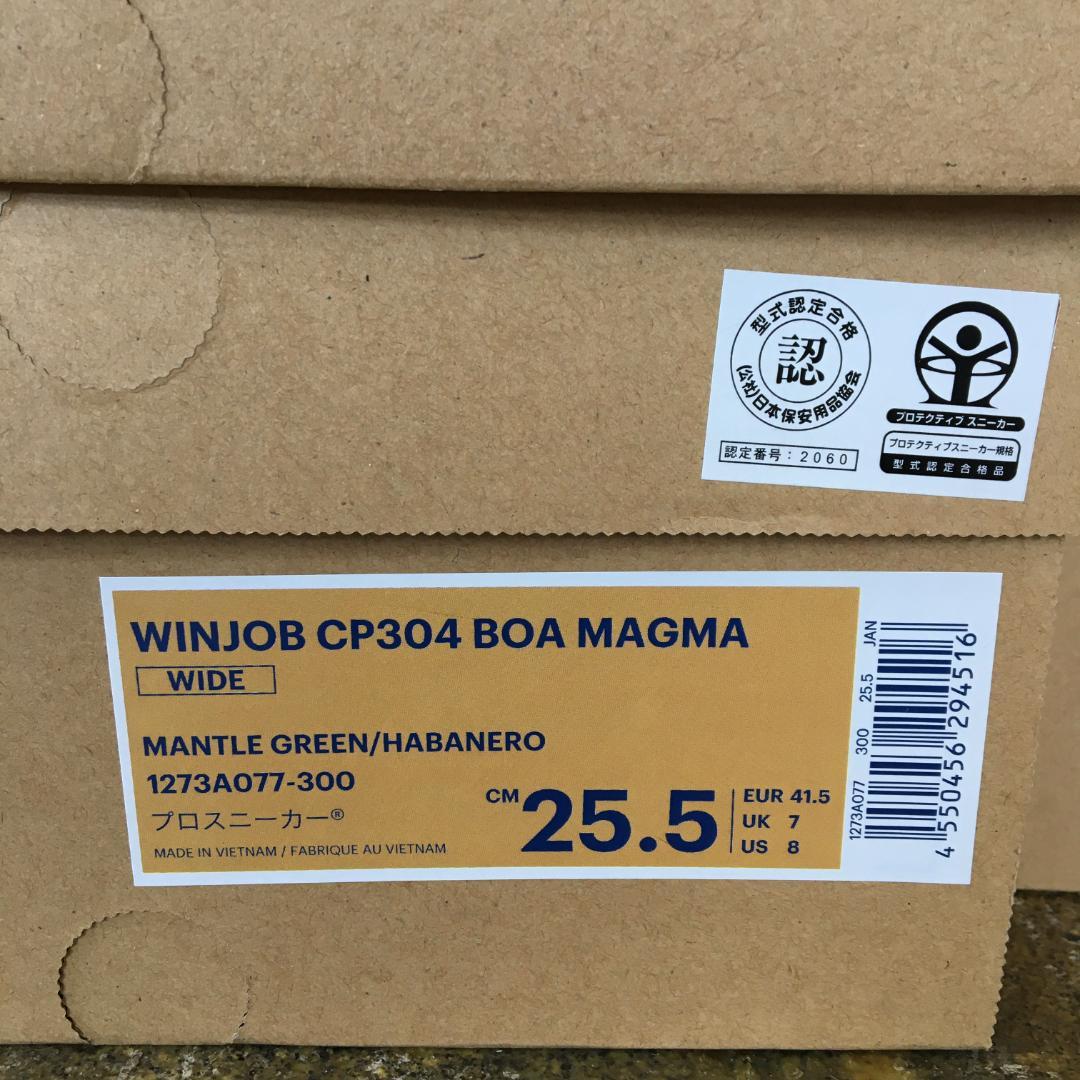 型式認定合格
認
(公社)日本保安用品協会
認定番号:2060
プロテクティブ スニーカー
プロテクティブスニーカー規格
型式認定合格品
WINJOB CP304 BOA MAGMA
WIDE
MANTLE GREEN/HABANERO
1273A077-300
プロスニーカー®
MADE IN VIETNAM / FABRIQUE AU VIETNAM
CM 25.5
EUR 41.5
UK 7
US 8
1273A077 300 25.5 JAN
4 550456 294516